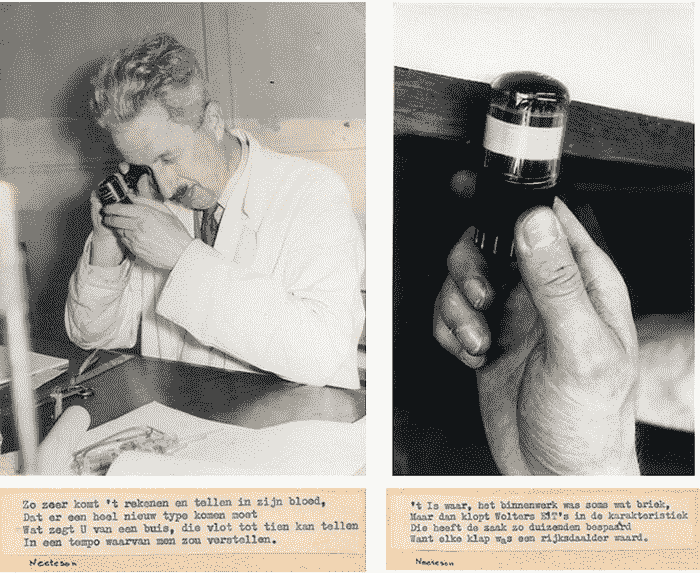 Zo zeer komt 't rekenen en tellen in zijn bloed,
Dat er een heel nieuw type komen moet
Wat zegt U van een buis, die vlot tot tien kan tellen
In een tempo waarvan men zou verstellen.
Neeteson
't Is waar, het binnenwerk was soms wat briek,
Maar dan klopt Wolters E1T's in de karakteristiek
Die heeft de zaak zo duizenden bespaard
Want elke klap was een rijksdaalder waard.
Neeteson